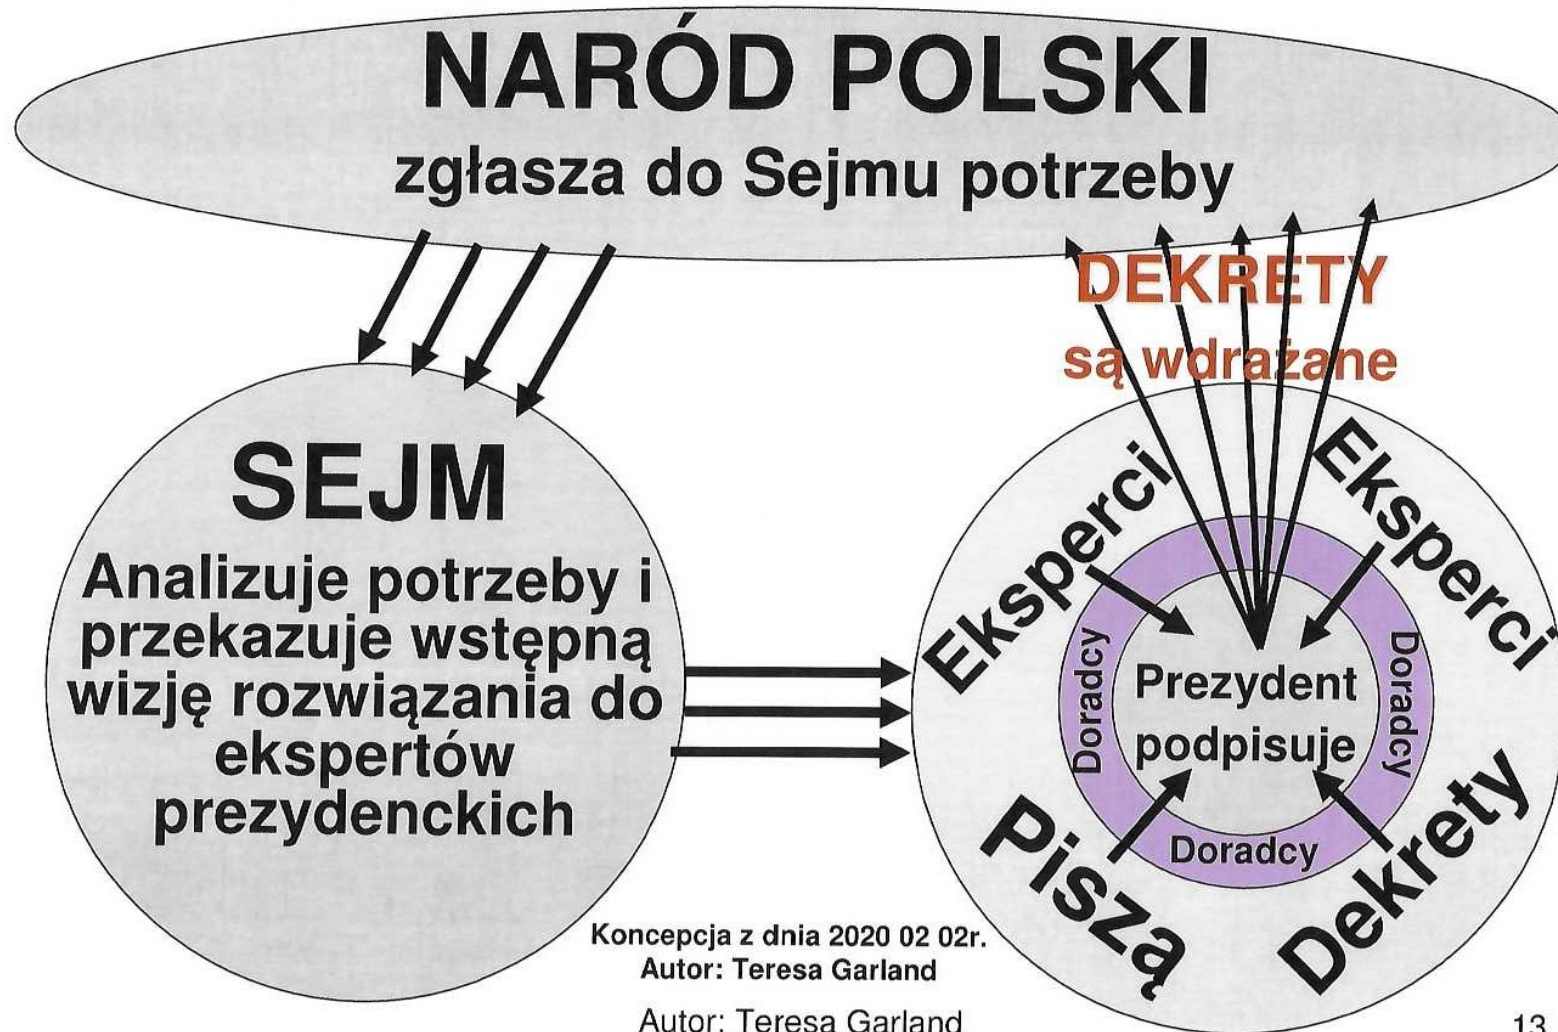 NARÓD POLSKI
zgłasza do Sejmu potrzeby
DEKRETY
są wdrażane
SEJM
Analizuje potrzeby i
przekazuje wstępną
wizję rozwiązania do
ekspertów
prezydenckich
Eksperci
Eksperci
Doradcy
Doradcy
Prezydent
podpisuje
Doradcy
Piszą
Dekrety
Koncepcja z dnia 2020 02 02r.
Autor: Teresa Garland
Autor: Teresa Garland
13